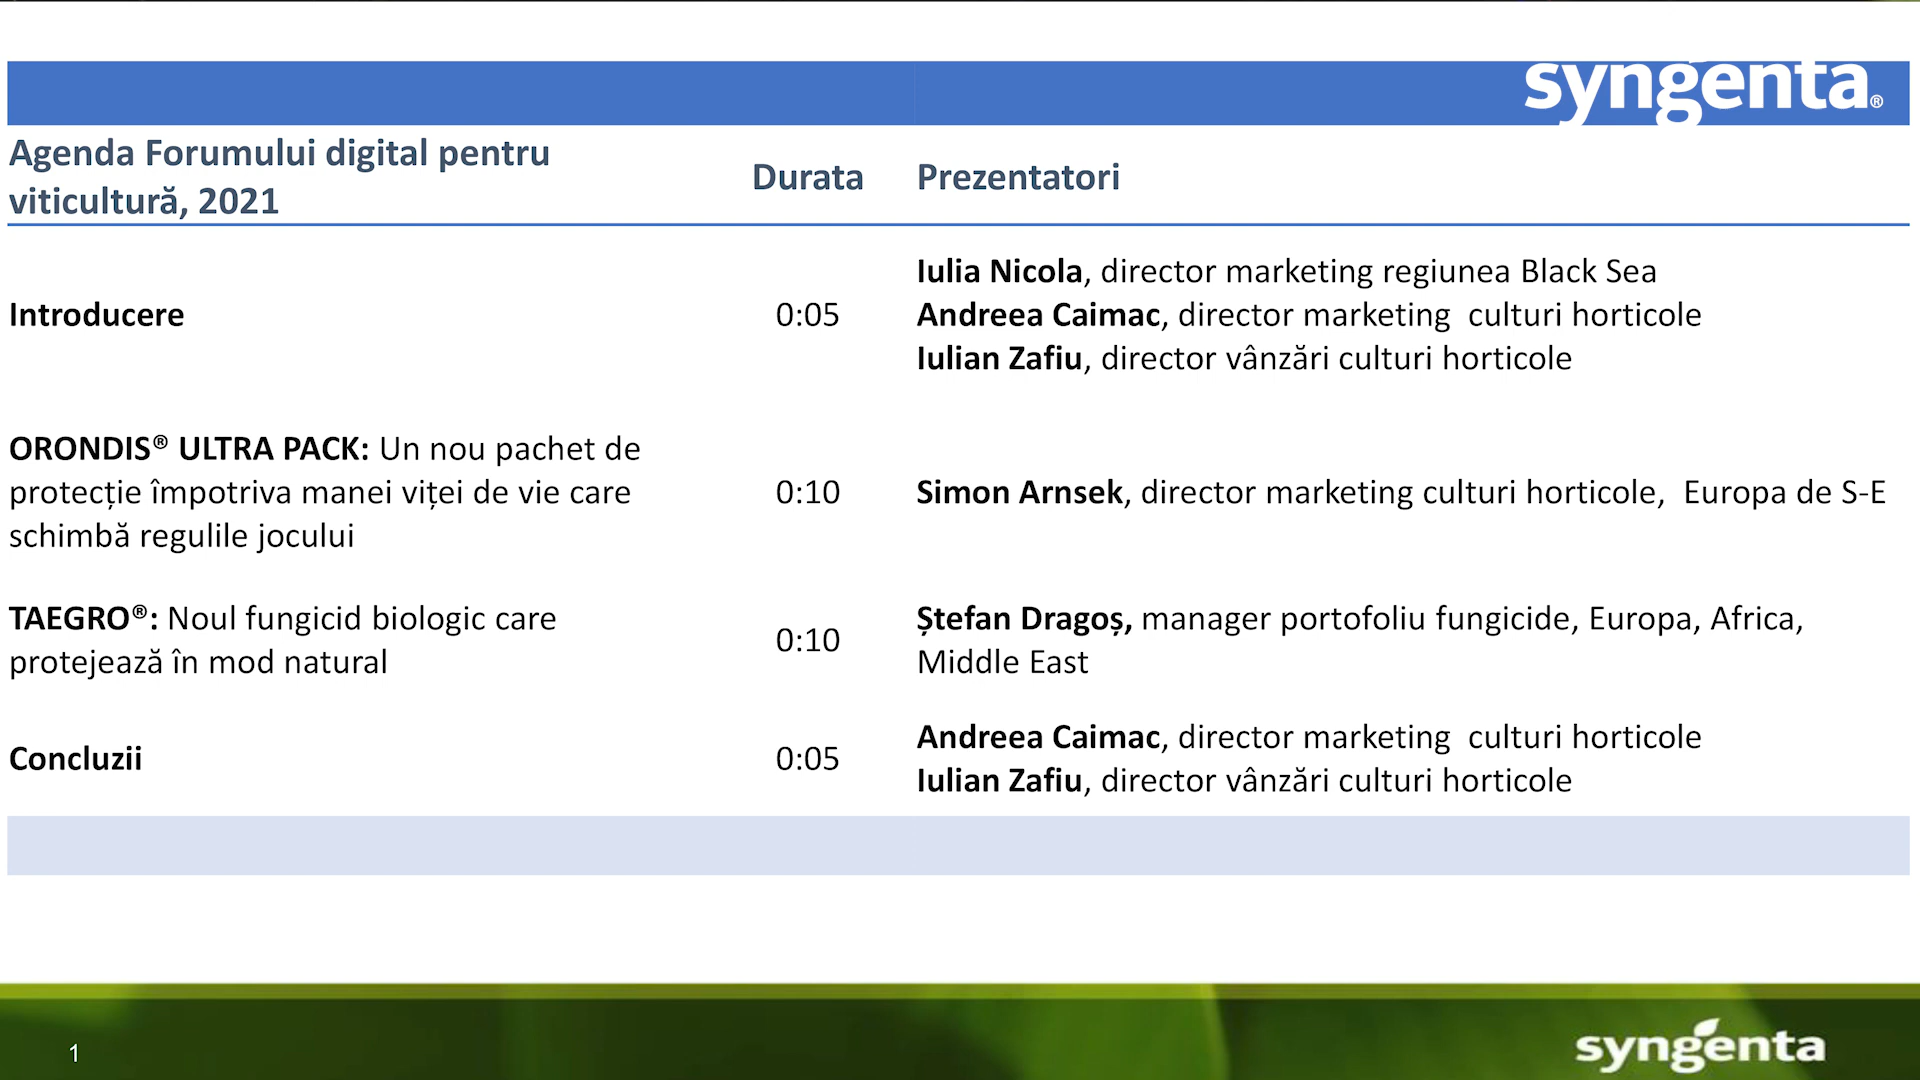 syngenta®
Agenda Forumului digital pentru
viticultură, 2021
Durata
Prezentatori
Introducere
0:05
Iulia Nicola, director marketing regiunea Black Sea
Andreea Caimac, director marketing  culturi horticole
Iulian Zafiu, director vânzări culturi horticole
ORONDIS® ULTRA PACK: Un nou pachet de
protecție împotriva manei viței de vie care
schimbă regulile jocului
0:10
Simon Arnsek, director marketing culturi horticole,  Europa de S-E
TAEGRO®: Noul fungicid biologic care
protejează în mod natural
0:10
Ștefan Dragoș, manager portofoliu fungicide, Europa, Africa,
Middle East
Concluzii
0:05
Andreea Caimac, director marketing  culturi horticole
Iulian Zafiu, director vânzări culturi horticole
1
syngenta